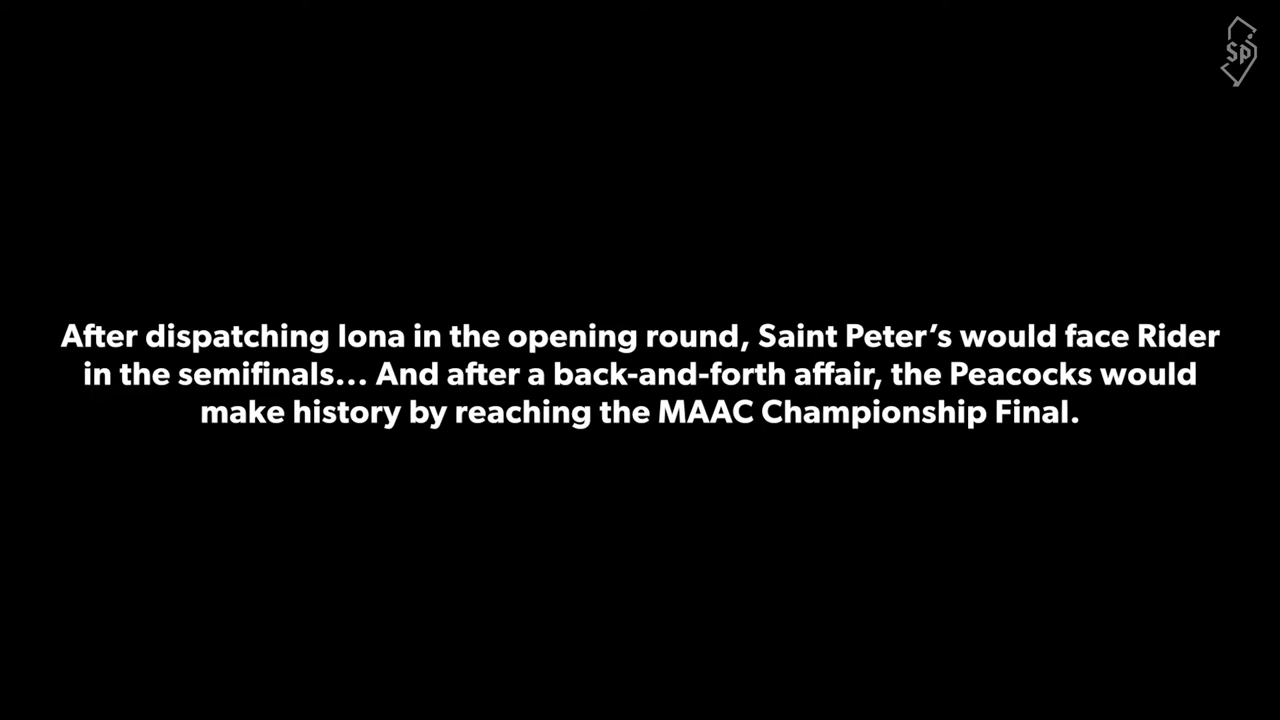 Sp
After dispatching Iona in the opening round, Saint Peter’s would face Rider
in the semifinals... And after a back-and-forth affair, the Peacocks would
make history by reaching the MAAC Championship Final.